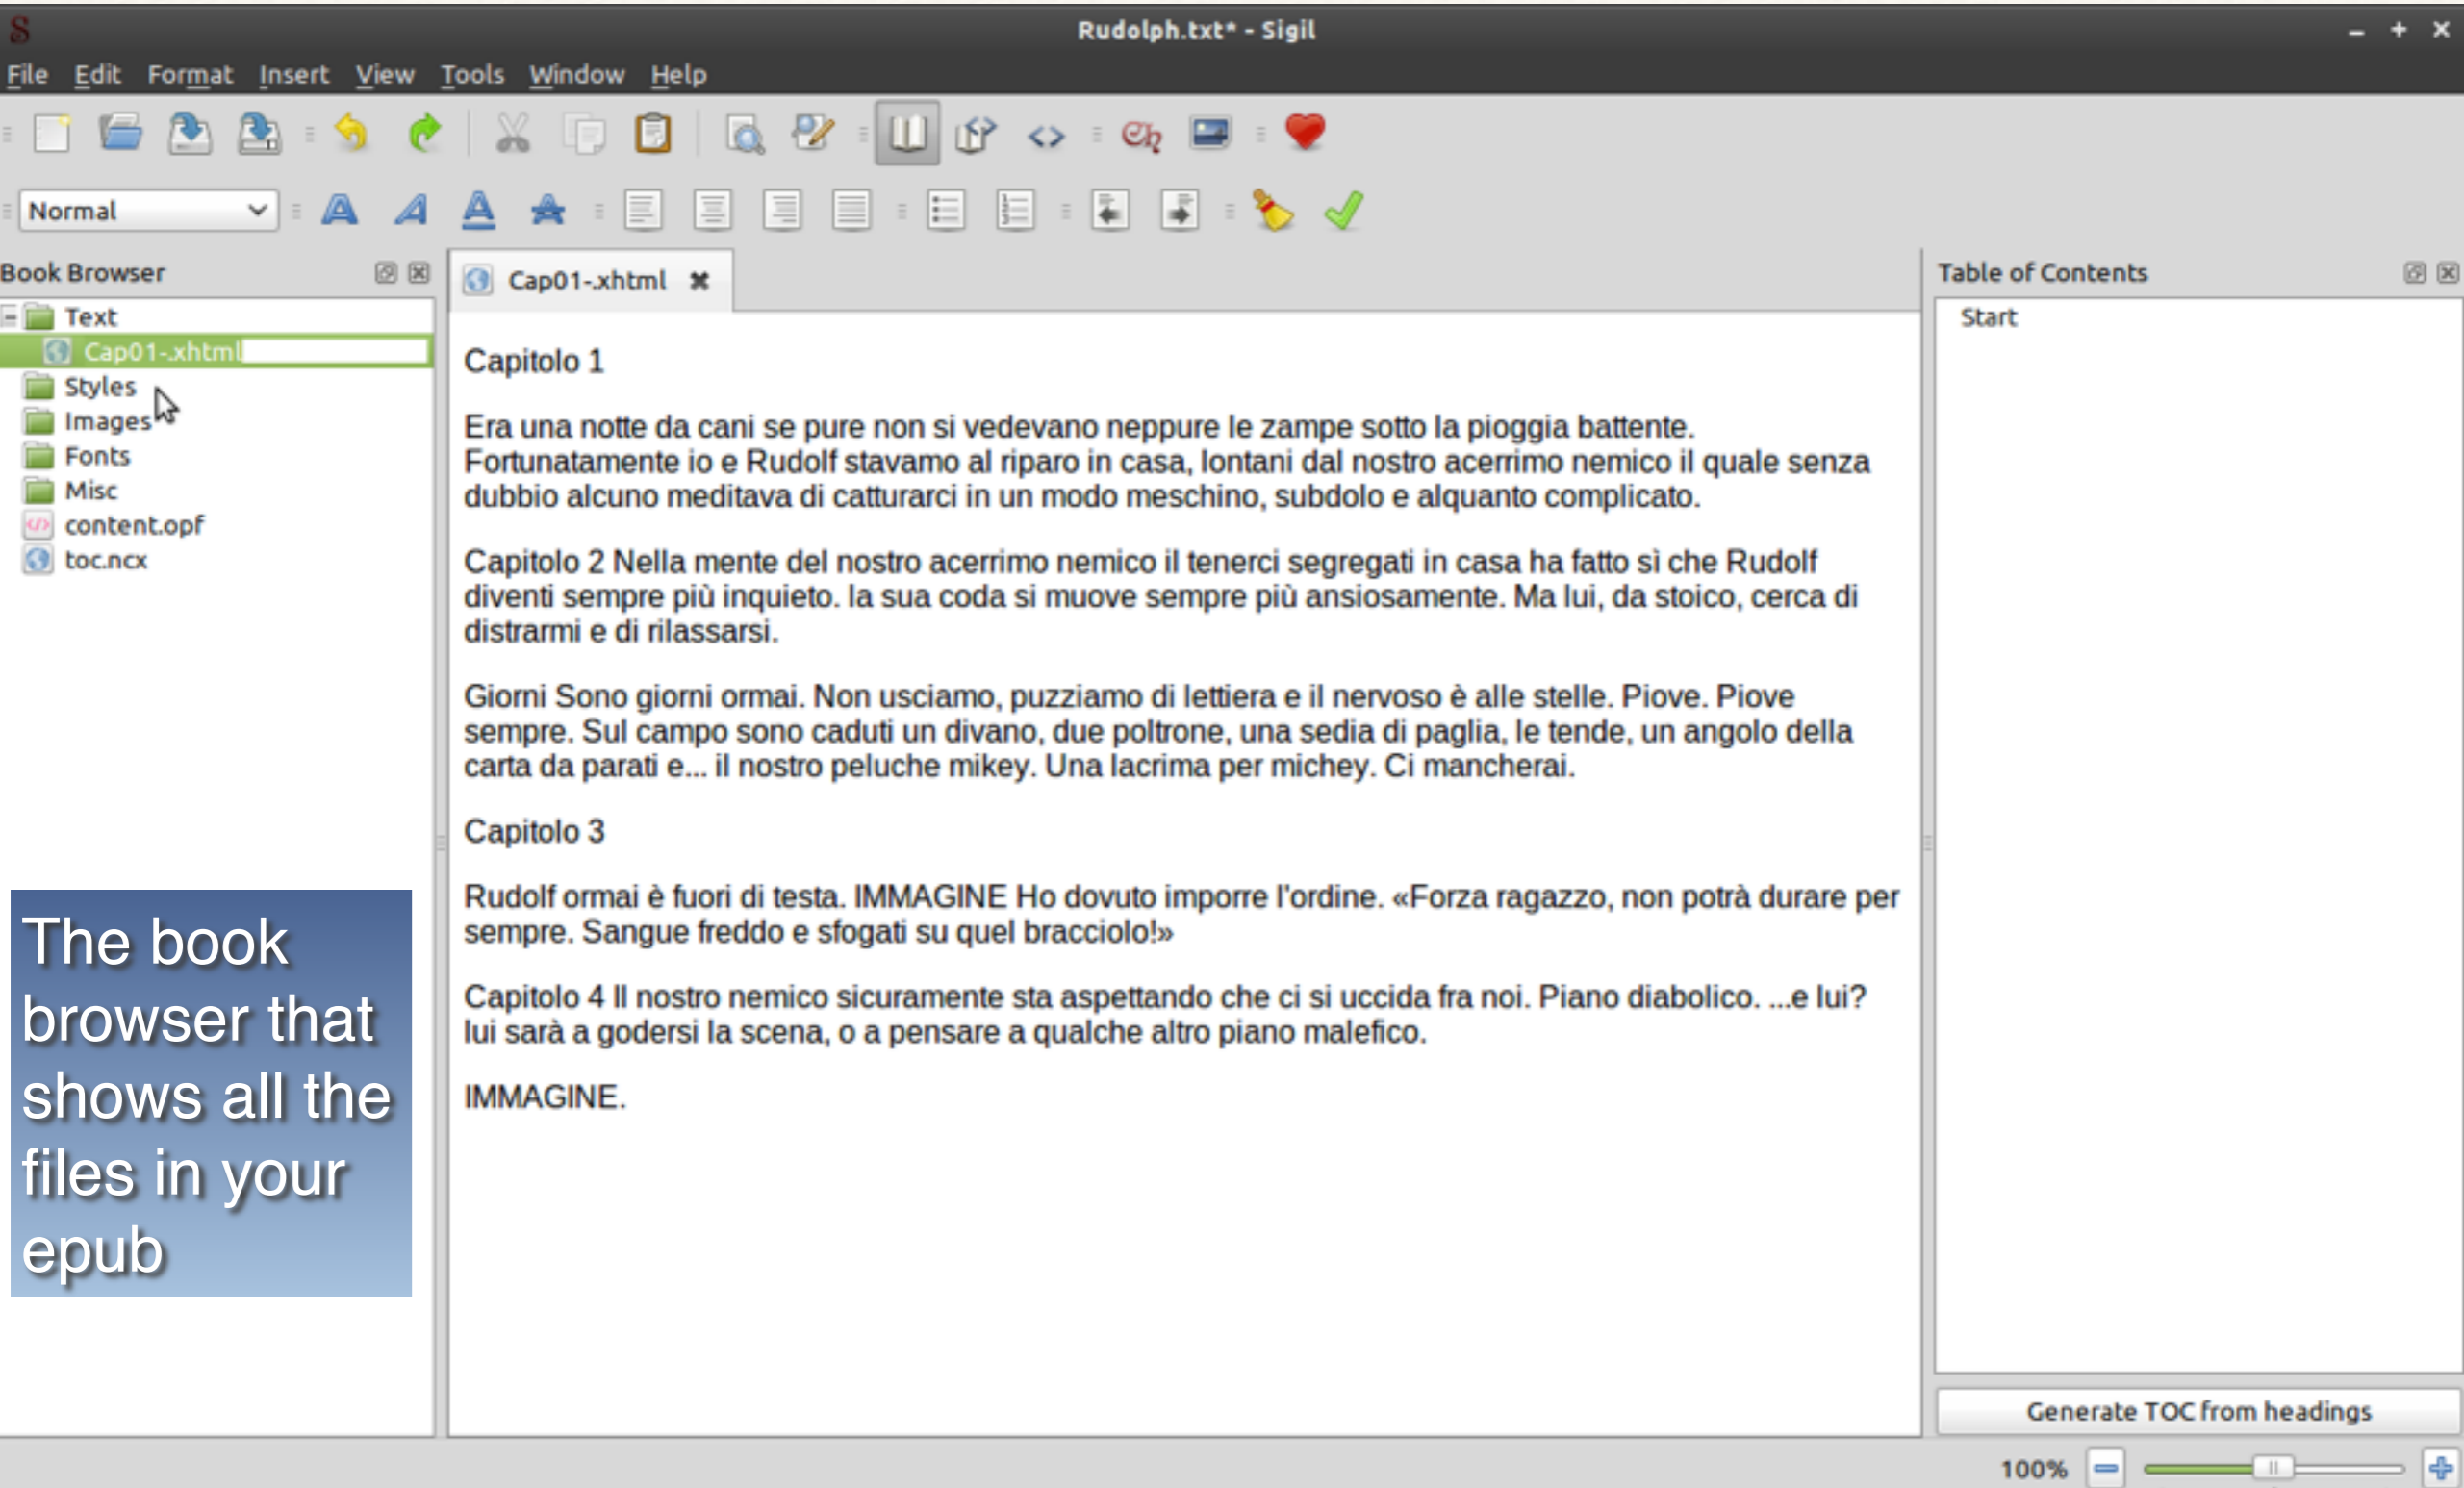 Rudolph.txt* - Sigil
File Edit Format Insert View Tools Window Help
Normal
Book Browser
Text
Cap01-.xhtml
Styles
Images
Fonts
Misc
content.opf
toc.ncx
The book
browser that
shows all the
files in your
epub
Cap01-.xhtml
Capitolo 1
Era una notte da cani se pure non si vedevano neppure le zampe sotto la pioggia battente.
Fortunatamente io e Rudolf stavamo al riparo in casa, lontani dal nostro acerrimo nemico il quale senza
dubbio alcuno meditava di catturarci in un modo meschino, subdolo e alquanto complicato.
Capitolo 2 Nella mente del nostro acerrimo nemico il tenerci segregati in casa ha fatto sì che Rudolf
diventi sempre più inquieto. la sua coda si muove sempre più ansiosamente. Ma lui, da stoico, cerca di
distrarmi e di rilassarsi.
Giorni Sono giorni ormai. Non usciamo, puzziamo di lettiera e il nervoso è alle stelle. Piove. Piove
sempre. Sul campo sono caduti un divano, due poltrone, una sedia di paglia, le tende, un angolo della
carta da parati e... il nostro peluche mikey. Una lacrima per michey. Ci mancherai.
Capitolo 3
Rudolf ormai è fuori di testa. IMMAGINE Ho dovuto imporre l'ordine. «Forza ragazzo, non potrà durare per
sempre. Sangue freddo e sfogati su quel bracciolo!»
Capitolo 4 Il nostro nemico sicuramente sta aspettando che ci si uccida fra noi. Piano diabolico. ...e lui?
lui sarà a godersi la scena, o a pensare a qualche altro piano malefico.
IMMAGINE.
Table of Contents
Start
Generate TOC from headings
100%